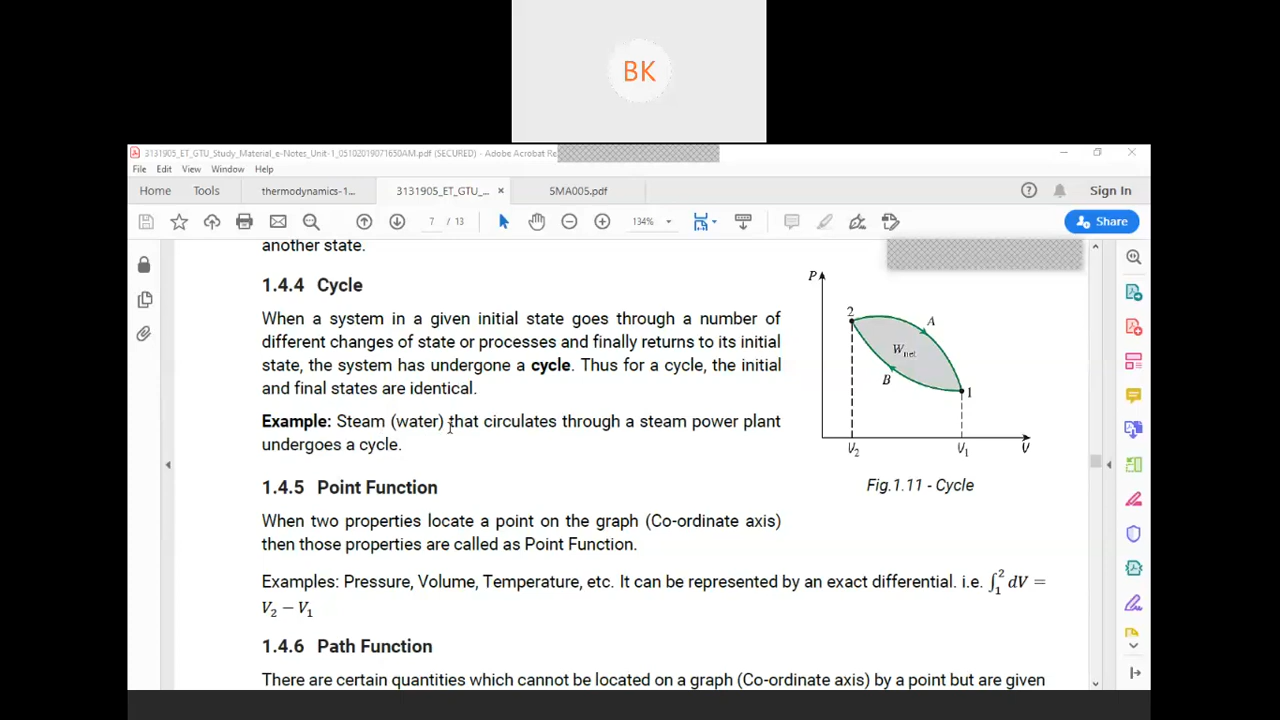 BK
3131905_ET_GTU_Study_Material_e-Notes_Unit-1_05102019071650AM.pdf (SECURED) - Adobe Acrobat Re
File Edit View Window Help
Home Tools thermodynamics-1... 3131905_ET_GTU_... × 5MA005.pdf Sign In
7 / 13 134% Share
another state.
1.4.4 Cycle
When a system in a given initial state goes through a number of
different changes of state or processes and finally returns to its initial
state, the system has undergone a cycle. Thus for a cycle, the initial
and final states are identical.
Example: Steam (water) that circulates through a steam power plant
undergoes a cycle.
P
2
A
W_net
B
1
V₂ V₁ V
Fig.1.11 - Cycle
1.4.5 Point Function
When two properties locate a point on the graph (Co-ordinate axis)
then those properties are called as Point Function.
Examples: Pressure, Volume, Temperature, etc. It can be represented by an exact differential. i.e. ∫₁² dV =
V₂ − V₁
1.4.6 Path Function
There are certain quantities which cannot be located on a graph (Co-ordinate axis) by a point but are given